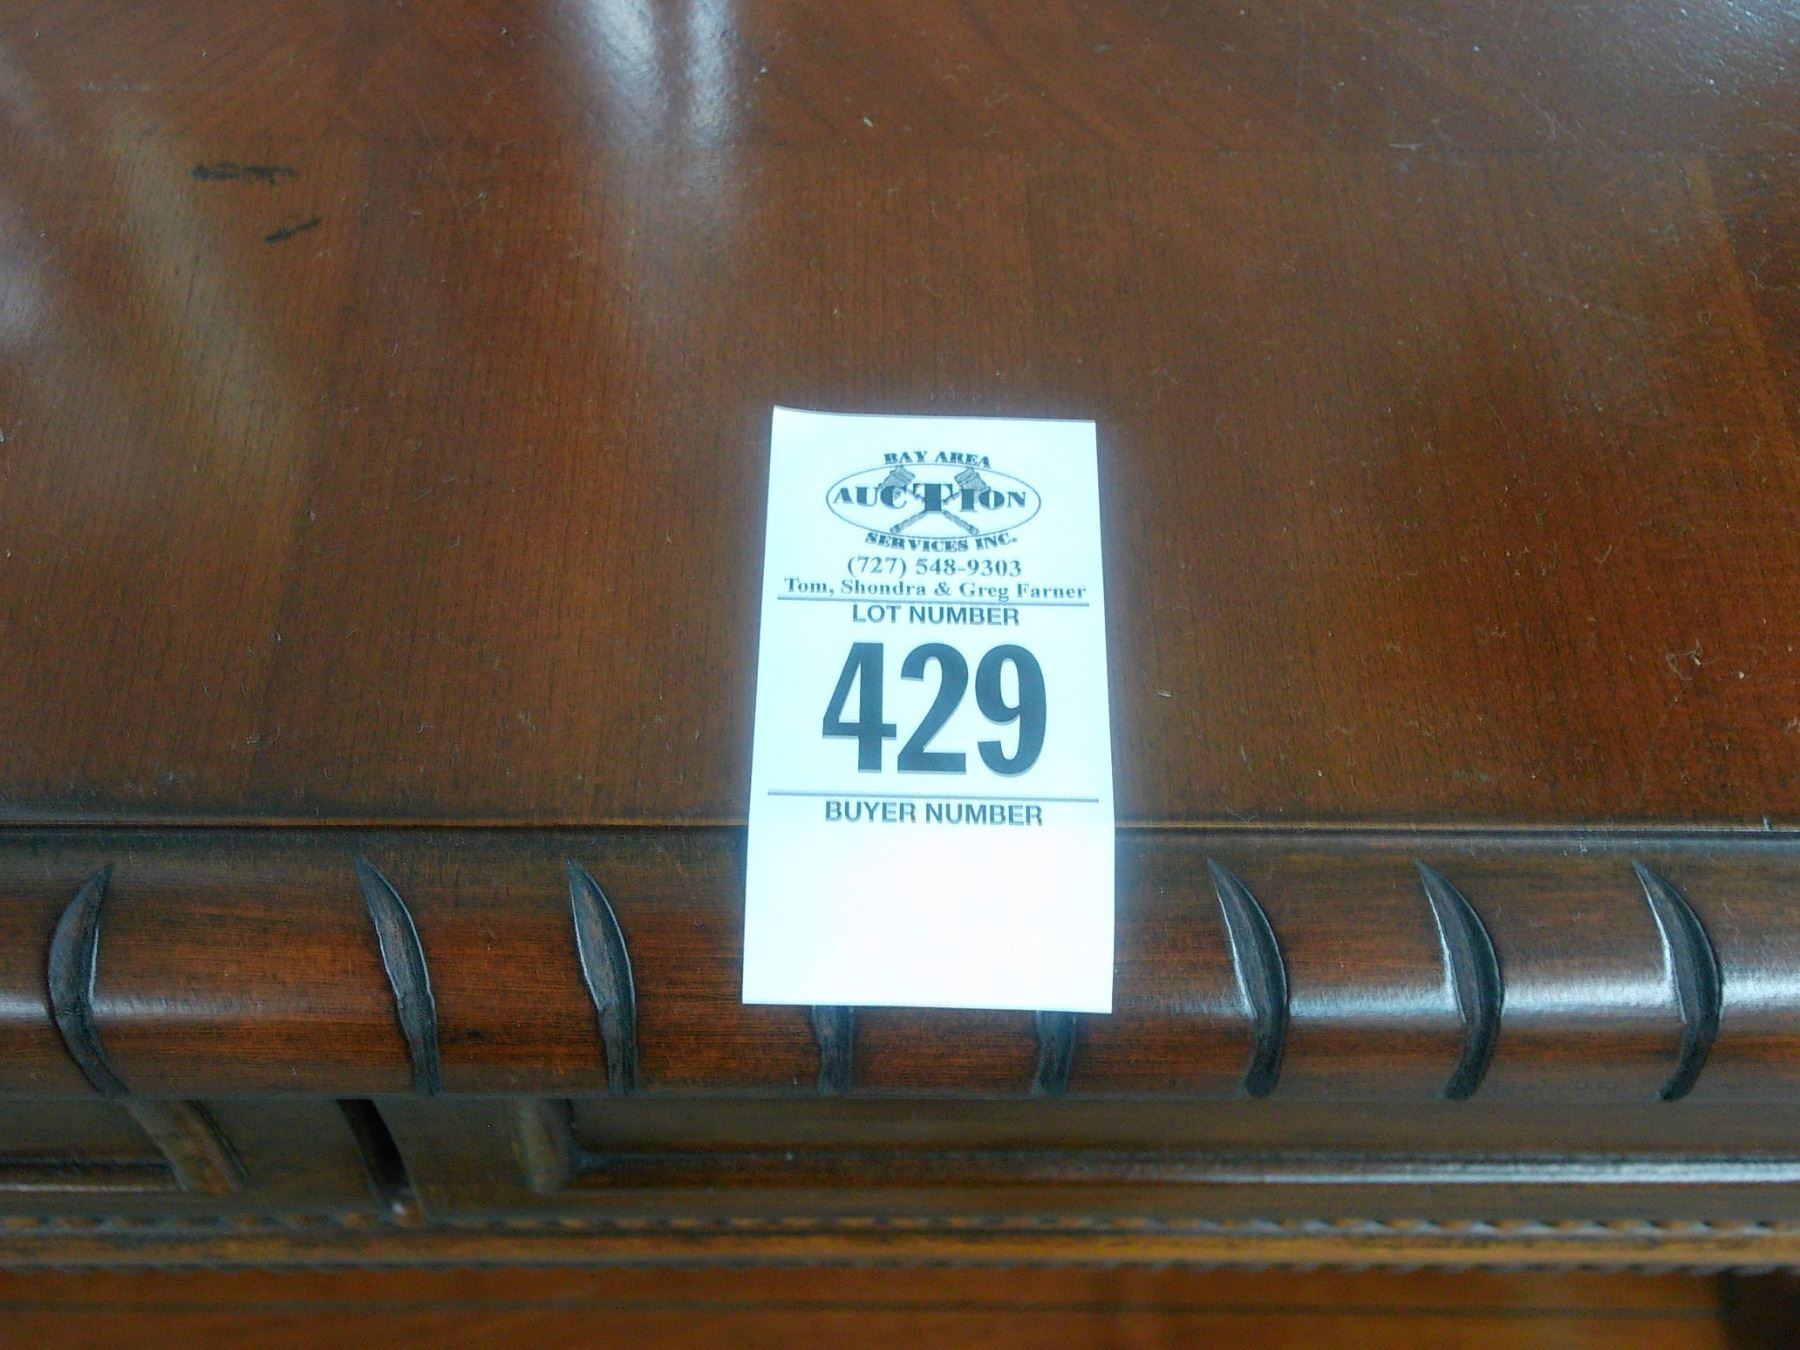 BAY AREA
AUCTION
SERVICES INC.
(727) 548-9303
Tom, Shondra & Greg Farner
LOT NUMBER
429
BUYER NUMBER